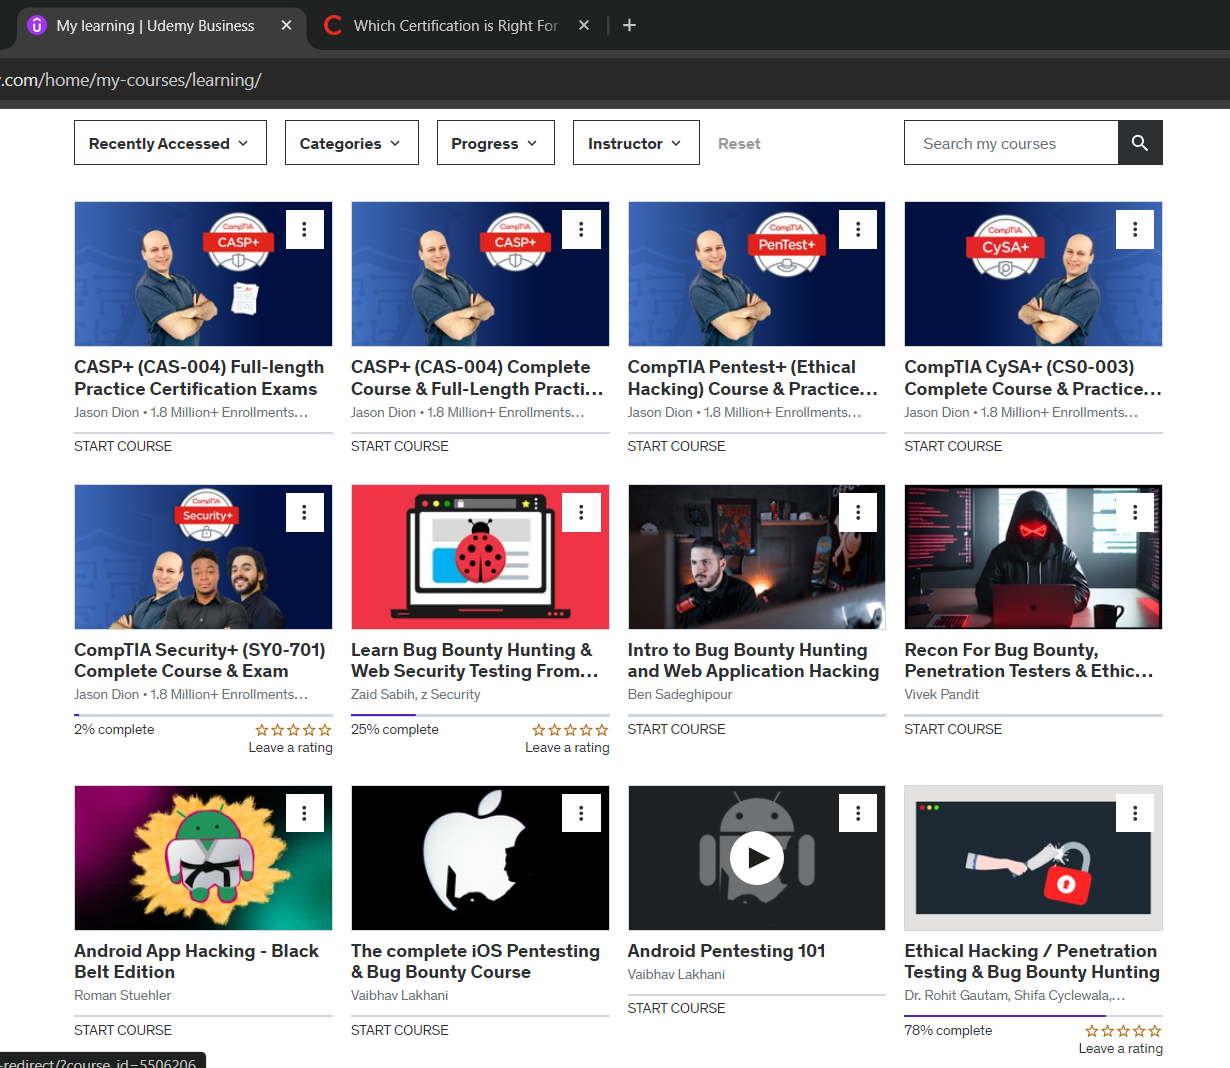 My learning | Udemy Business
Which Certification is Right For
.com/home/my-courses/learning/
Recently Accessed
Categories
Progress
Instructor
Reset
Search my courses
CompTIA
CASP+
CompTIA
CASP+
CompTIA
PenTest+
CompTIA
CySA+
CASP+ (CAS-004) Full-length
Practice Certification Exams
Jason Dion • 1.8 Million+ Enrollments…
START COURSE
CASP+ (CAS-004) Complete
Course & Full-Length Practi…
Jason Dion • 1.8 Million+ Enrollments…
START COURSE
CompTIA Pentest+ (Ethical
Hacking) Course & Practice…
Jason Dion • 1.8 Million+ Enrollments…
START COURSE
CompTIA CySA+ (CS0-003)
Complete Course & Practice…
Jason Dion • 1.8 Million+ Enrollments…
START COURSE
CompTIA
Security+
CompTIA Security+ (SY0-701)
Complete Course & Exam
Jason Dion • 1.8 Million+ Enrollments…
2% complete
Leave a rating
Learn Bug Bounty Hunting &
Web Security Testing From…
Zaid Sabih, z Security
25% complete
Leave a rating
Intro to Bug Bounty Hunting
and Web Application Hacking
Ben Sadeghipour
START COURSE
Recon For Bug Bounty,
Penetration Testers & Ethic…
Vivek Pandit
START COURSE
Android App Hacking - Black
Belt Edition
Roman Stuehler
START COURSE
The complete iOS Pentesting
& Bug Bounty Course
Vaibhav Lakhani
START COURSE
Android Pentesting 101
Vaibhav Lakhani
START COURSE
Ethical Hacking / Penetration
Testing & Bug Bounty Hunting
Dr. Rohit Gautam, Shifa Cyclewala,…
78% complete
Leave a rating
-redirect/?course_id=5506206